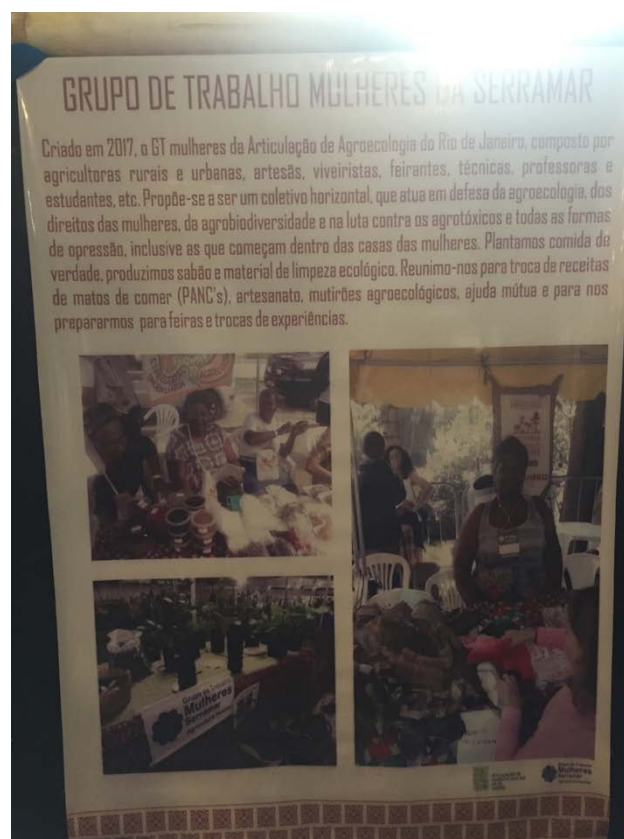 GRUPO DE TRABALHO MULHERES DA SERRAMAR
Criado em 2017, o GT mulheres da Articulação de Agroecologia do Rio de Janeiro, composto por
agricultoras rurais e urbanas, artesãs, viveiristas, feirantes, técnicas, professoras e
estudantes, etc. Propõe-se a ser um coletivo horizontal, que atua em defesa da agroecologia, dos
direitos das mulheres, da agrobiodiversidade e na luta contra os agrotóxicos e todas as formas
de opressão, inclusive as que começam dentro das casas das mulheres. Plantamos comida de
verdade, produzimos sabão e material de limpeza ecológico. Reunimo-nos para troca de receitas
de matos de comer (PANC's), artesanato, mutirões agroecológicos, ajuda mútua e para nos
prepararmos para feiras e trocas de experiências.
Grupo de Trabalho
Mulheres
Serramar
Mulheres
Serramar